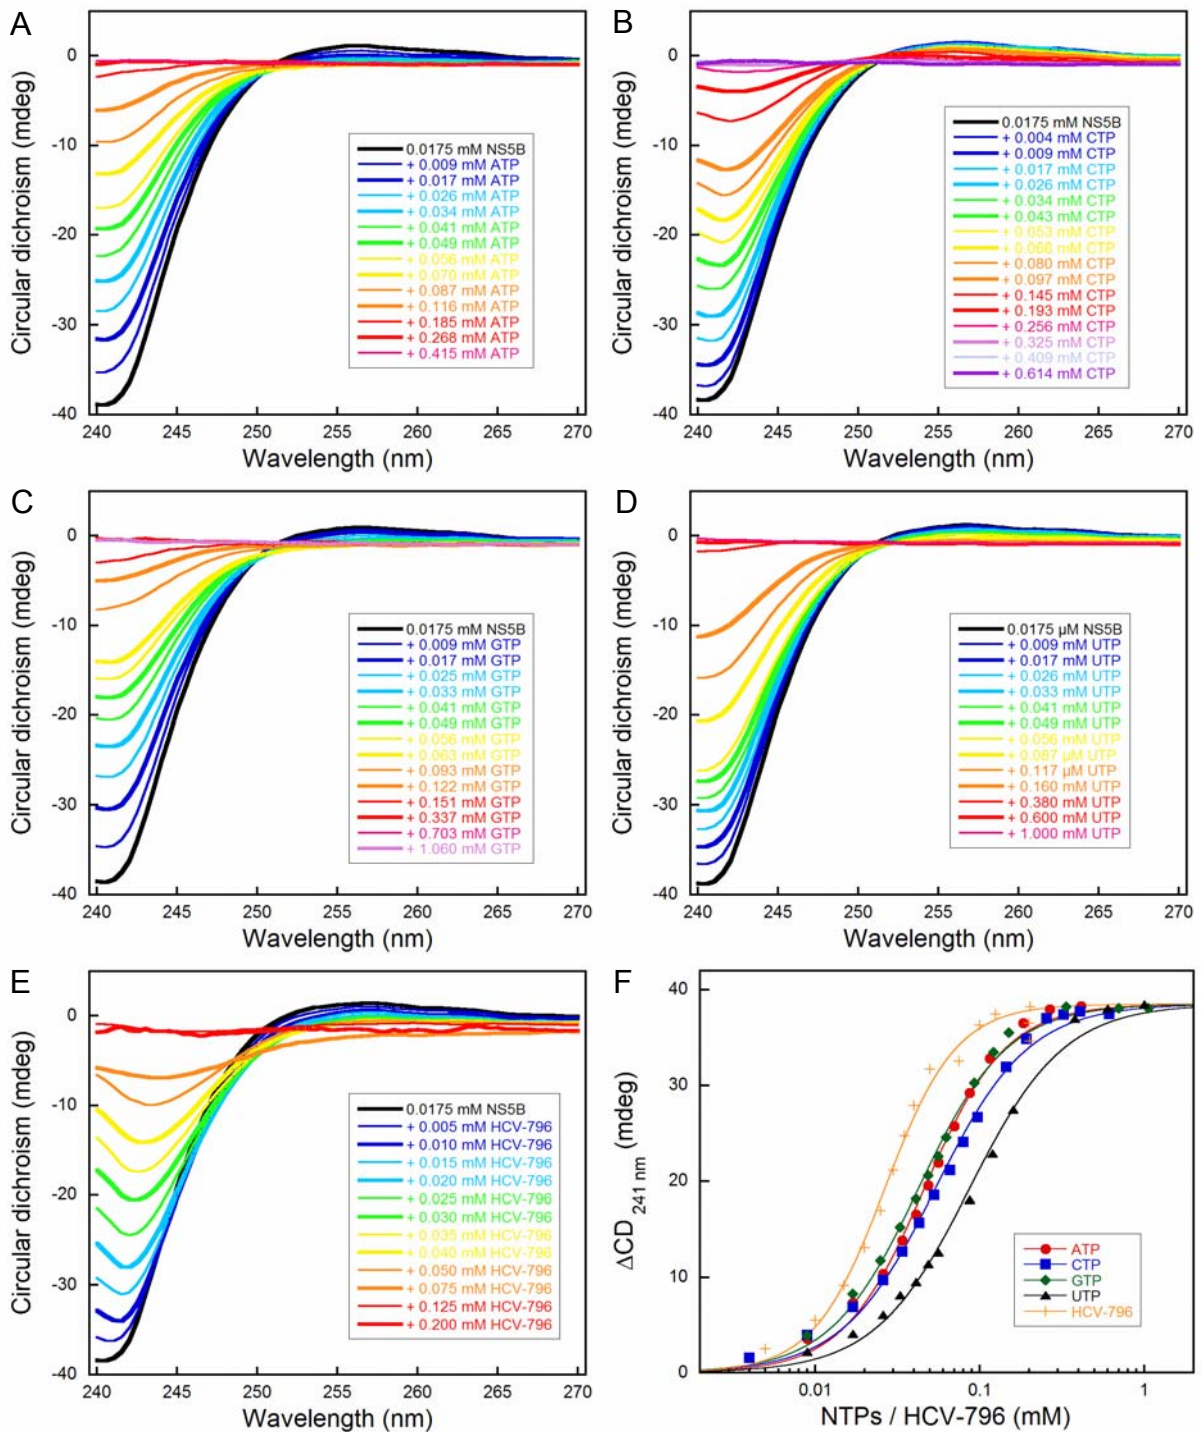 A
Circular dichroism (mdeg)
0
-10
-20
-30
-40
240 245 250 255 260 265 270
Wavelength (nm)
0.0175 mM NS5B
+ 0.009 mM ATP
+ 0.017 mM ATP
+ 0.026 mM ATP
+ 0.034 mM ATP
+ 0.041 mM ATP
+ 0.049 mM ATP
+ 0.056 mM ATP
+ 0.070 mM ATP
+ 0.087 mM ATP
+ 0.116 mM ATP
+ 0.185 mM ATP
+ 0.268 mM ATP
+ 0.415 mM ATP
B
Circular dichroism (mdeg)
0
-10
-20
-30
-40
240 245 250 255 260 265 270
Wavelength (nm)
0.0175 mM NS5B
+ 0.004 mM CTP
+ 0.009 mM CTP
+ 0.017 mM CTP
+ 0.026 mM CTP
+ 0.034 mM CTP
+ 0.043 mM CTP
+ 0.053 mM CTP
+ 0.066 mM CTP
+ 0.080 mM CTP
+ 0.097 mM CTP
+ 0.145 mM CTP
+ 0.193 mM CTP
+ 0.256 mM CTP
+ 0.325 mM CTP
+ 0.409 mM CTP
+ 0.614 mM CTP
C
Circular dichroism (mdeg)
0
-10
-20
-30
-40
240 245 250 255 260 265 270
Wavelength (nm)
0.0175 mM NS5B
+ 0.009 mM GTP
+ 0.017 mM GTP
+ 0.025 mM GTP
+ 0.033 mM GTP
+ 0.041 mM GTP
+ 0.049 mM GTP
+ 0.056 mM GTP
+ 0.063 mM GTP
+ 0.093 mM GTP
+ 0.122 mM GTP
+ 0.151 mM GTP
+ 0.337 mM GTP
+ 0.703 mM GTP
+ 1.060 mM GTP
D
Circular dichroism (mdeg)
0
-10
-20
-30
-40
240 245 250 255 260 265 270
Wavelength (nm)
0.0175 µM NS5B
+ 0.009 mM UTP
+ 0.017 mM UTP
+ 0.026 mM UTP
+ 0.033 mM UTP
+ 0.041 mM UTP
+ 0.049 mM UTP
+ 0.056 mM UTP
+ 0.087 µM UTP
+ 0.117 µM UTP
+ 0.160 mM UTP
+ 0.380 mM UTP
+ 0.600 mM UTP
+ 1.000 mM UTP
E
Circular dichroism (mdeg)
0
-10
-20
-30
-40
240 245 250 255 260 265 270
Wavelength (nm)
0.0175 mM NS5B
+ 0.005 mM HCV-796
+ 0.010 mM HCV-796
+ 0.015 mM HCV-796
+ 0.020 mM HCV-796
+ 0.025 mM HCV-796
+ 0.030 mM HCV-796
+ 0.035 mM HCV-796
+ 0.040 mM HCV-796
+ 0.050 mM HCV-796
+ 0.075 mM HCV-796
+ 0.125 mM HCV-796
+ 0.200 mM HCV-796
F
ΔCD 241 nm (mdeg)
40
30
20
10
0
0.01 0.1 1
NTPs / HCV-796 (mM)
ATP
CTP
GTP
UTP
HCV-796